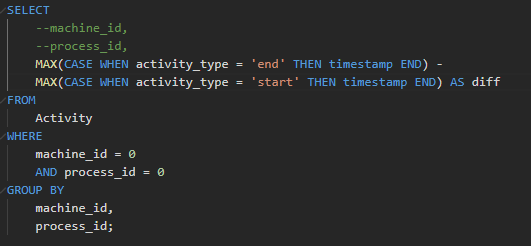 SELECT
--machine_id,
--process_id,
MAX(CASE WHEN activity_type = 'end' THEN timestamp END) -
MAX(CASE WHEN activity_type = 'start' THEN timestamp END) AS diff
FROM
Activity
WHERE
machine_id = 0
AND process_id = 0
GROUP BY
machine_id,
process_id;